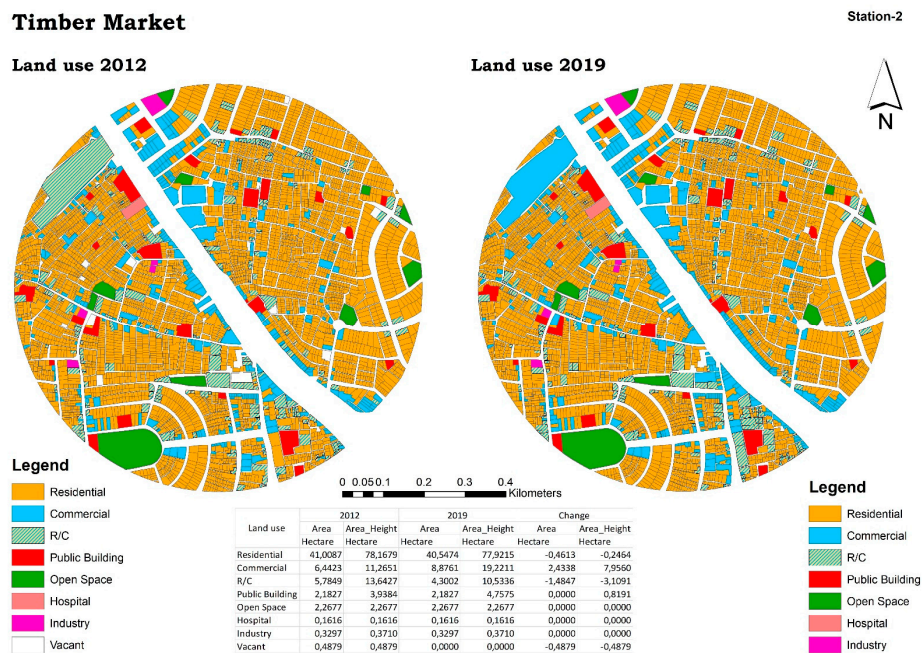 Timber Market
Station-2
Land use 2012
Land use 2019
N
Legend
Residential
Commercial
R/C
Public Building
Open Space
Hospital
Industry
Vacant
0 0.05 0.1 0.2 0.3 0.4
Kilometers
Land use 2012 2019 Change
Area Area_Height Area Area_Height Area Area_Height
Hectare Hectare Hectare Hectare Hectare Hectare
Residential 41,0087 78,1679 40,5474 77,9215 -0,4613 -0,2464
Commercial 6,4423 11,2651 8,8761 19,2211 2,4338 7,9560
R/C 5,7849 13,6427 4,3002 10,5336 -1,4847 -3,1091
Public Building 2,1827 3,9384 2,1827 4,7575 0,0000 0,8191
Open Space 2,2677 2,2677 2,2677 2,2677 0,0000 0,0000
Hospital 0,1616 0,1616 0,1616 0,1616 0,0000 0,0000
Industry 0,3297 0,3710 0,3297 0,3710 0,0000 0,0000
Vacant 0,4879 0,4879 0,0000 0,0000 -0,4879 -0,4879
Legend
Residential
Commercial
R/C
Public Building
Open Space
Hospital
Industry